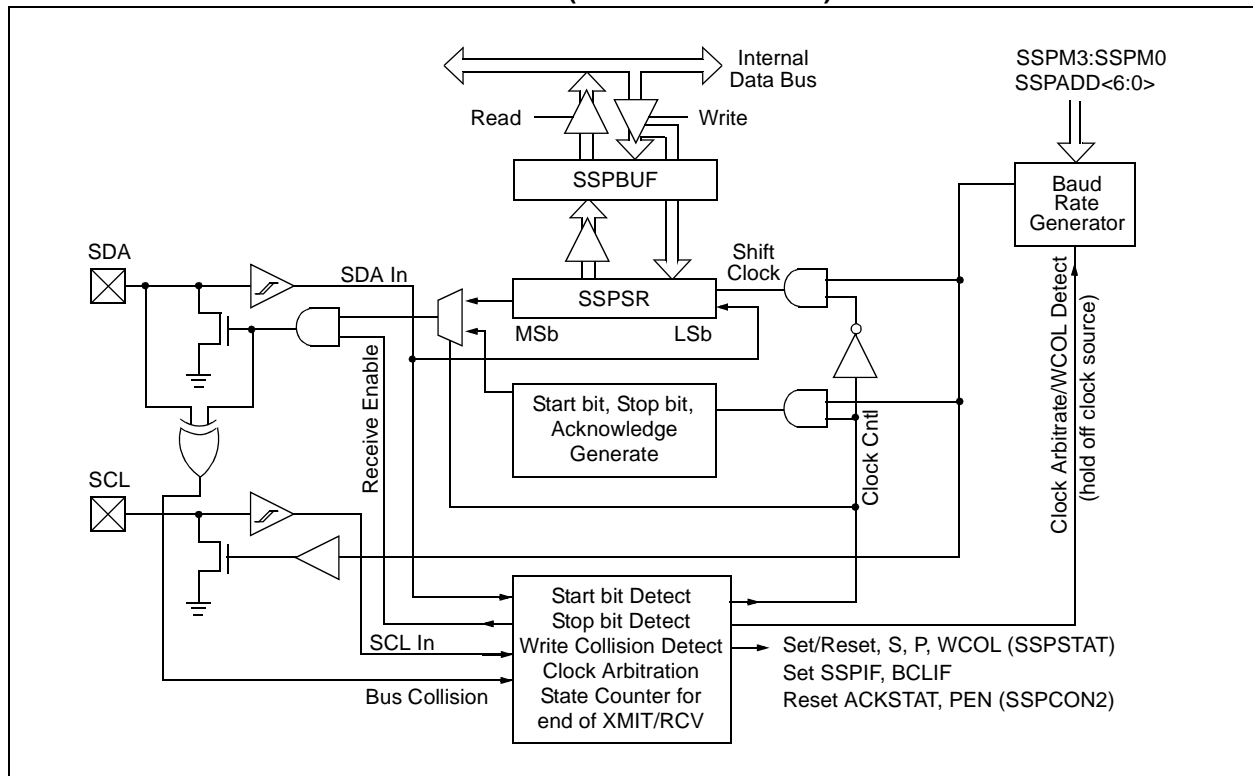 Internal
Data Bus
SSPM3:SSPM0
SSPADD<6:0>
Read
Write
SSPBUF
Baud
Rate
Generator
SDA
SDA In
Shift
Clock
SSPSR
MSb
LSb
Receive Enable
Start bit, Stop bit,
Acknowledge
Generate
Clock Cntl
Clock Arbitrate/WCOL Detect
(hold off clock source)
SCL
SCL In
Bus Collision
Start bit Detect
Stop bit Detect
Write Collision Detect
Clock Arbitration
State Counter for
end of XMIT/RCV
Set/Reset, S, P, WCOL (SSPSTAT)
Set SSPIF, BCLIF
Reset ACKSTAT, PEN (SSPCON2)